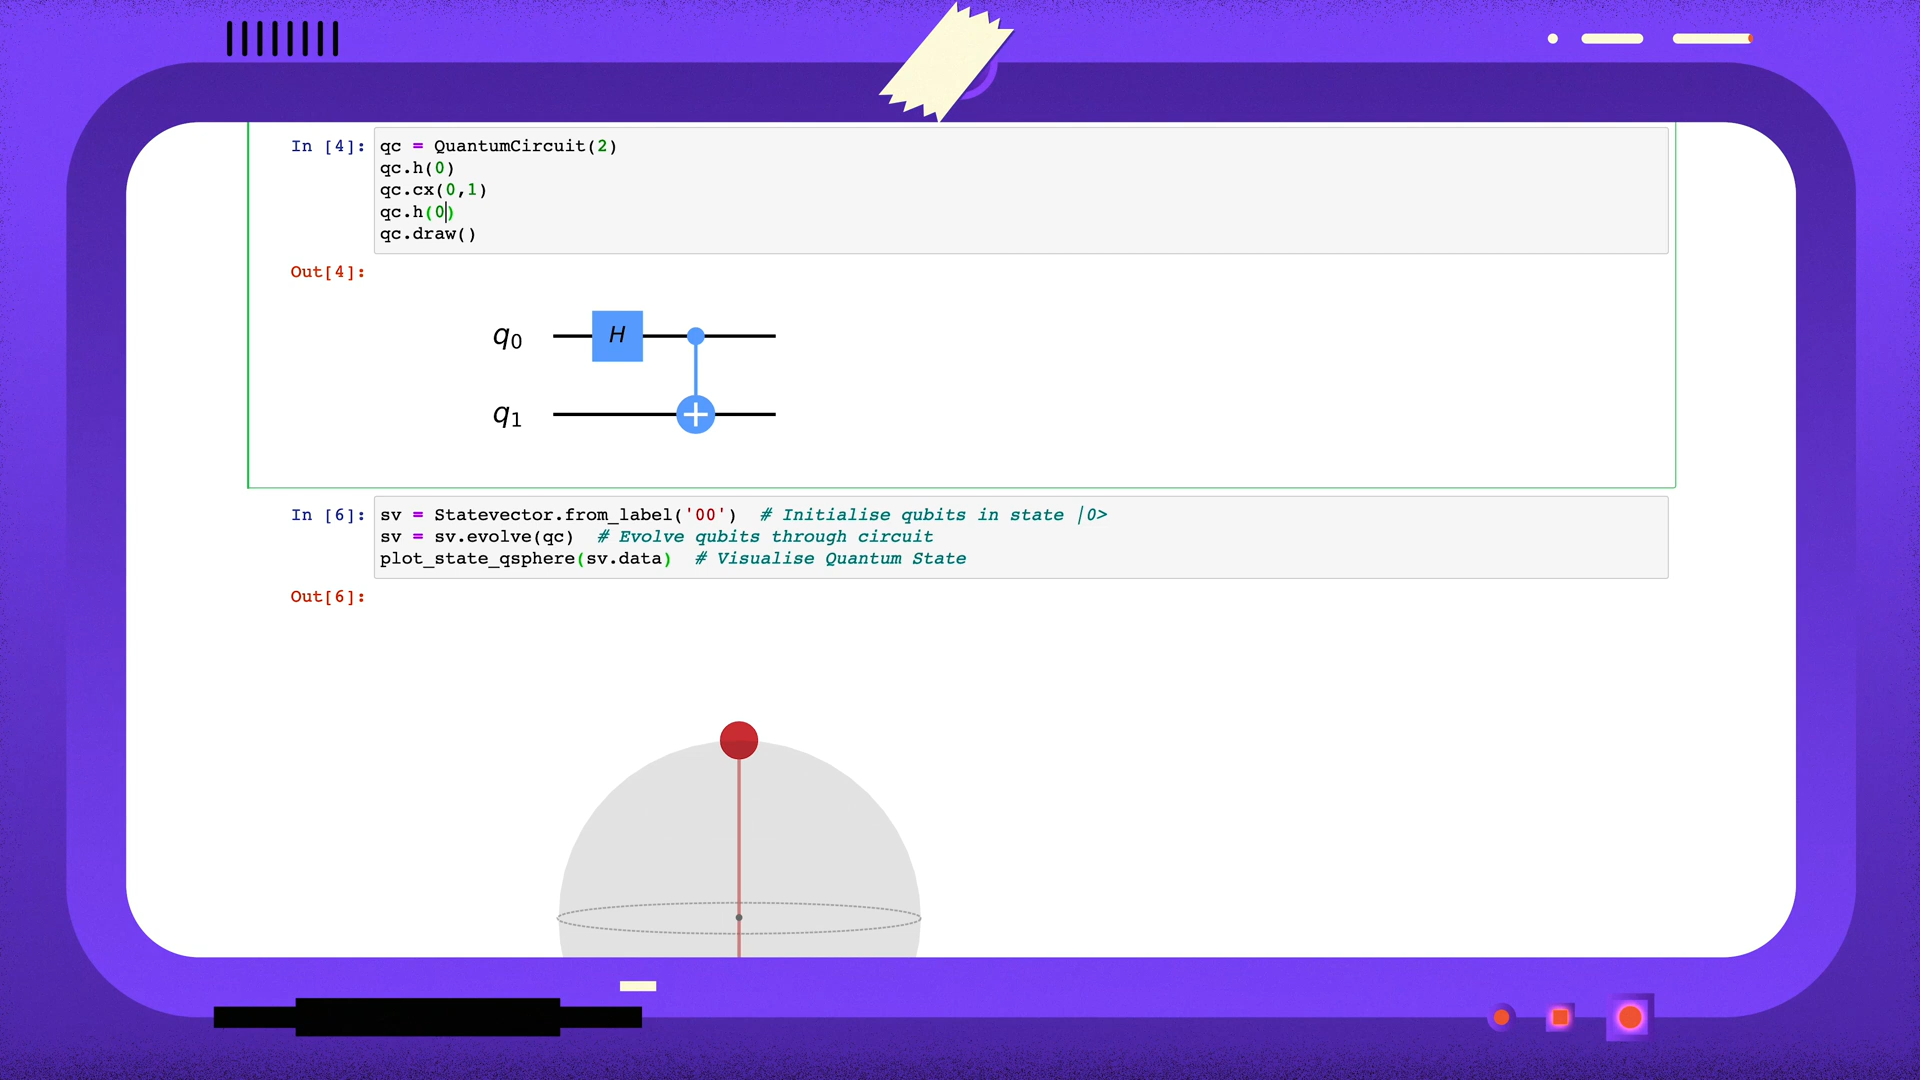 In [4]: qc = QuantumCircuit(2)
qc.h(0)
qc.cx(0,1)
qc.h(0)
qc.draw()
Out[4]:
q0 H
q1
In [6]: sv = Statevector.from_label('00')  # Initialise qubits in state |0>
sv = sv.evolve(qc)  # Evolve qubits through circuit
plot_state_qsphere(sv.data)  # Visualise Quantum State
Out[6]: